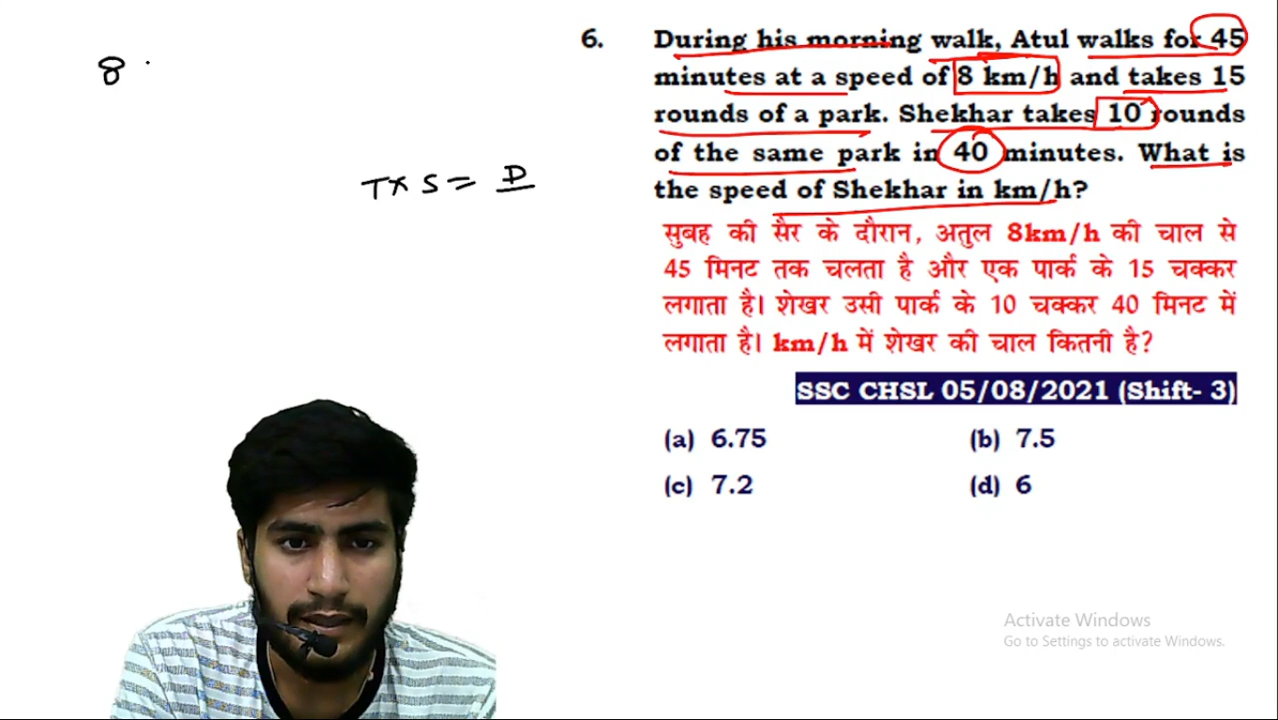 8
T × S = D
6. During his morning walk, Atul walks for 45
minutes at a speed of 8 km/h and takes 15
rounds of a park. Shekhar takes 10 rounds
of the same park in 40 minutes. What is
the speed of Shekhar in km/h?
सुबह की सैर के दौरान, अतुल 8km/h की चाल से
45 मिनट तक चलता है और एक पार्क के 15 चक्कर
लगाता है। शेखर उसी पार्क के 10 चक्कर 40 मिनट में
लगाता है। km/h में शेखर की चाल कितनी है?
SSC CHSL 05/08/2021 (Shift- 3)
(a) 6.75 (b) 7.5
(c) 7.2 (d) 6
Activate Windows
Go to Settings to activate Windows.